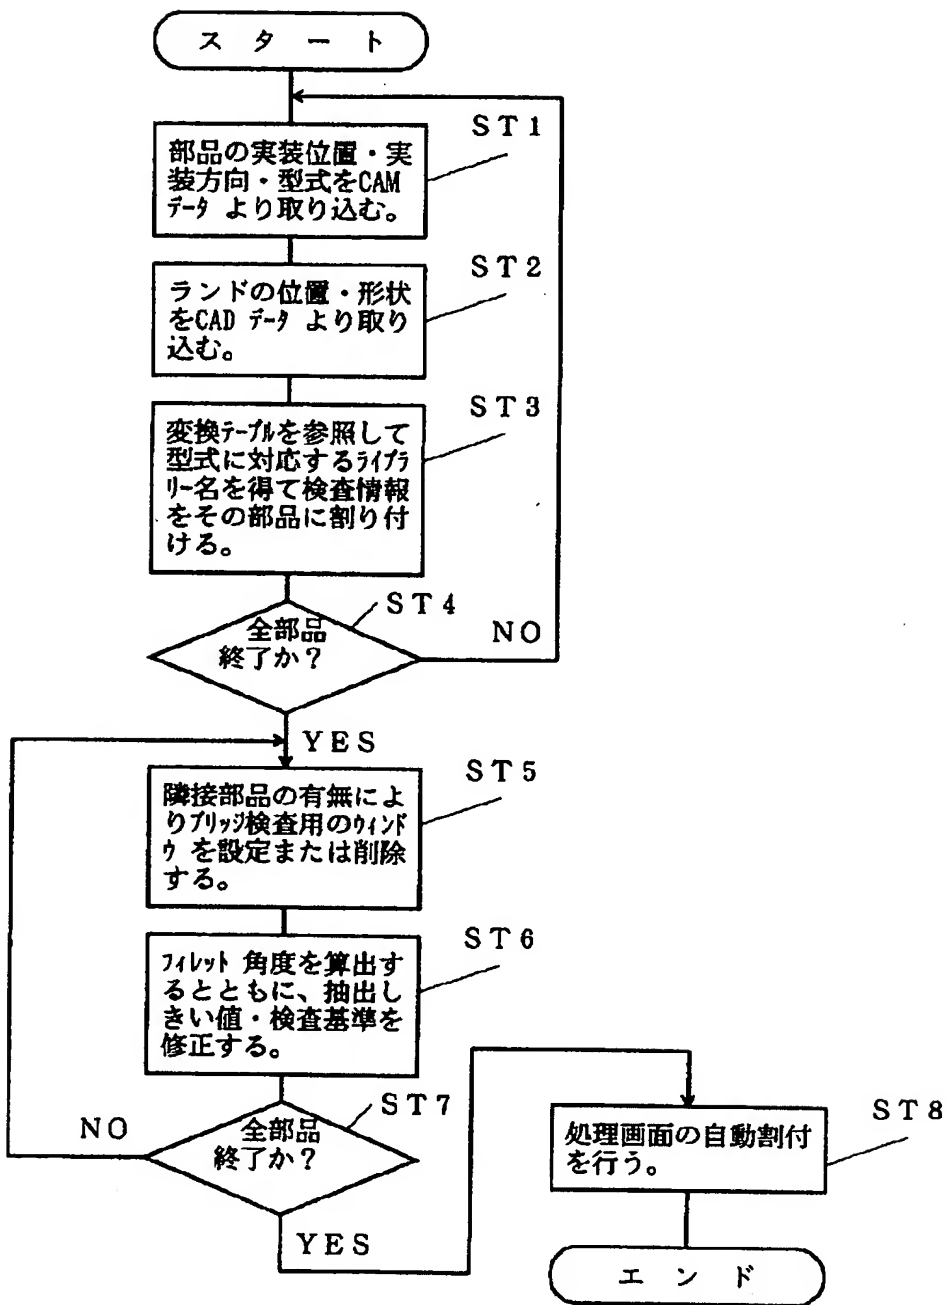 スタート
ST1
部品の実装位置・実
装方向・型式をCAM
ﾃﾞｰﾀ より取り込む。
ST2
ランドの位置・形状
をCAD ﾃﾞｰﾀ より取り
込む。
ST3
変換ﾃｰﾌﾞﾙを参照して
型式に対応するﾗｲﾌﾞﾗ
ﾘｰ名を得て検査情報
をその部品に割り付
ける。
ST4
全部品
終了か？
NO
YES
ST5
隣接部品の有無によ
りﾌﾞﾘｯｼﾞ検査用のｳｨﾝﾄﾞ
ｳ を設定または削除
する。
ST6
ﾌｨﾚｯﾄ 角度を算出す
るとともに、抽出し
きい値・検査基準を
修正する。
ST7
全部品
終了か？
NO
YES
ST8
処理画面の自動割付
を行う。
エンド